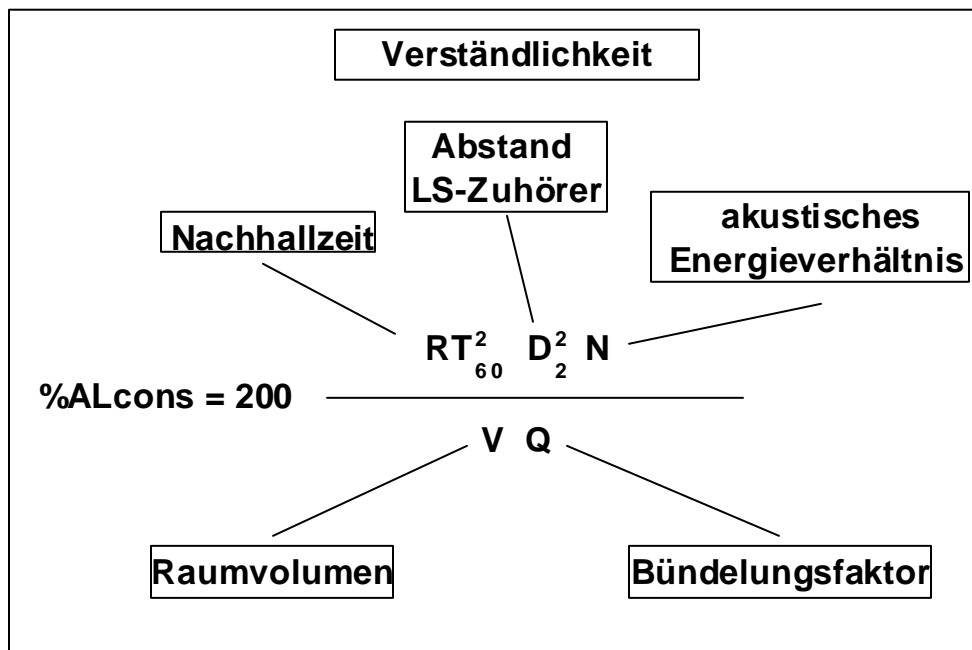 Verständlichkeit
Abstand
LS-Zuhörer
akustisches
Energieverhältnis
Nachhallzeit
RT²₆₀ D²₂ N
%ALcons = 200
V Q
Raumvolumen
Bündelungsfaktor